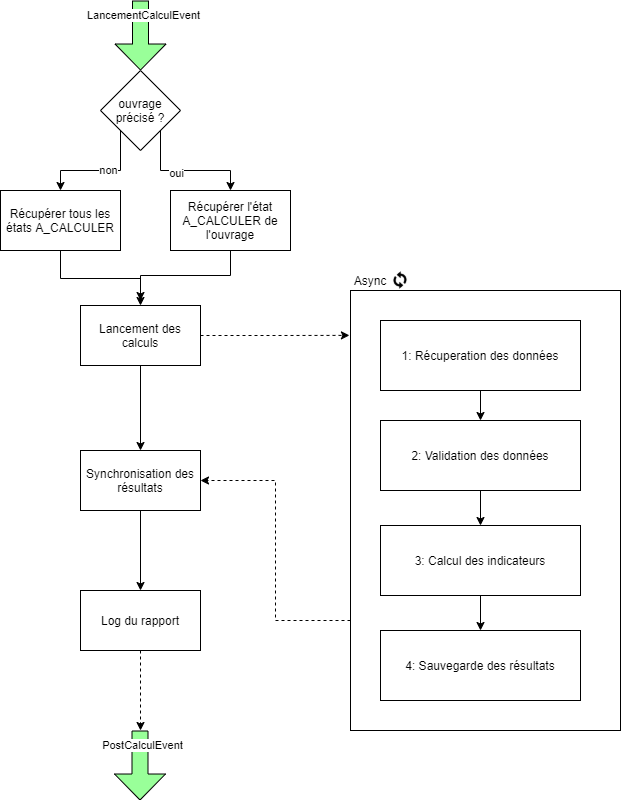 LancementCalculEvent
ouvrage
précisé ?
non
oui
Récupérer tous les
états A_CALCULER
Récupérer l'état
A_CALCULER de
l'ouvrage
Async
Lancement des
calculs
1: Récuperation des données
2: Validation des données
Synchronisation des
résultats
3: Calcul des indicateurs
Log du rapport
4: Sauvegarde des résultats
PostCalculEvent